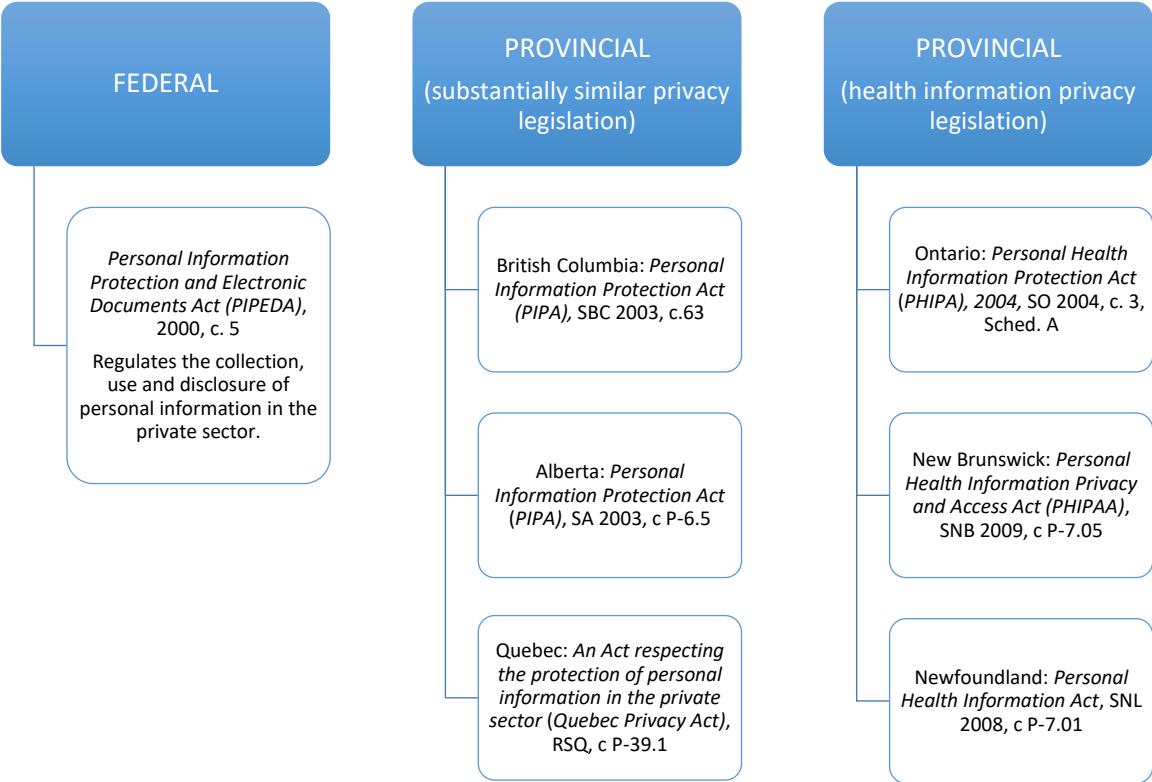 FEDERAL
Personal Information
Protection and Electronic
Documents Act (PIPEDA),
2000, c. 5
Regulates the collection,
use and disclosure of
personal information in the
private sector.
PROVINCIAL
(substantially similar privacy
legislation)
British Columbia: Personal
Information Protection Act
(PIPA), SBC 2003, c.63
Alberta: Personal
Information Protection Act
(PIPA), SA 2003, c P-6.5
Quebec: An Act respecting
the protection of personal
information in the private
sector (Quebec Privacy Act),
RSQ, c P-39.1
PROVINCIAL
(health information privacy
legislation)
Ontario: Personal Health
Information Protection Act
(PHIPA), 2004, SO 2004, c. 3,
Sched. A
New Brunswick: Personal
Health Information Privacy
and Access Act (PHIPAA),
SNB 2009, c P-7.05
Newfoundland: Personal
Health Information Act, SNL
2008, c P-7.01